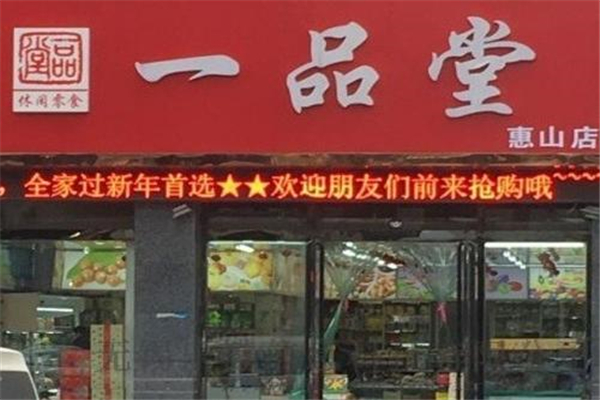 一品堂
一品堂
休闲零食
惠山店
，全家过新年首选★★欢迎朋友们前来抢购哦~~~~